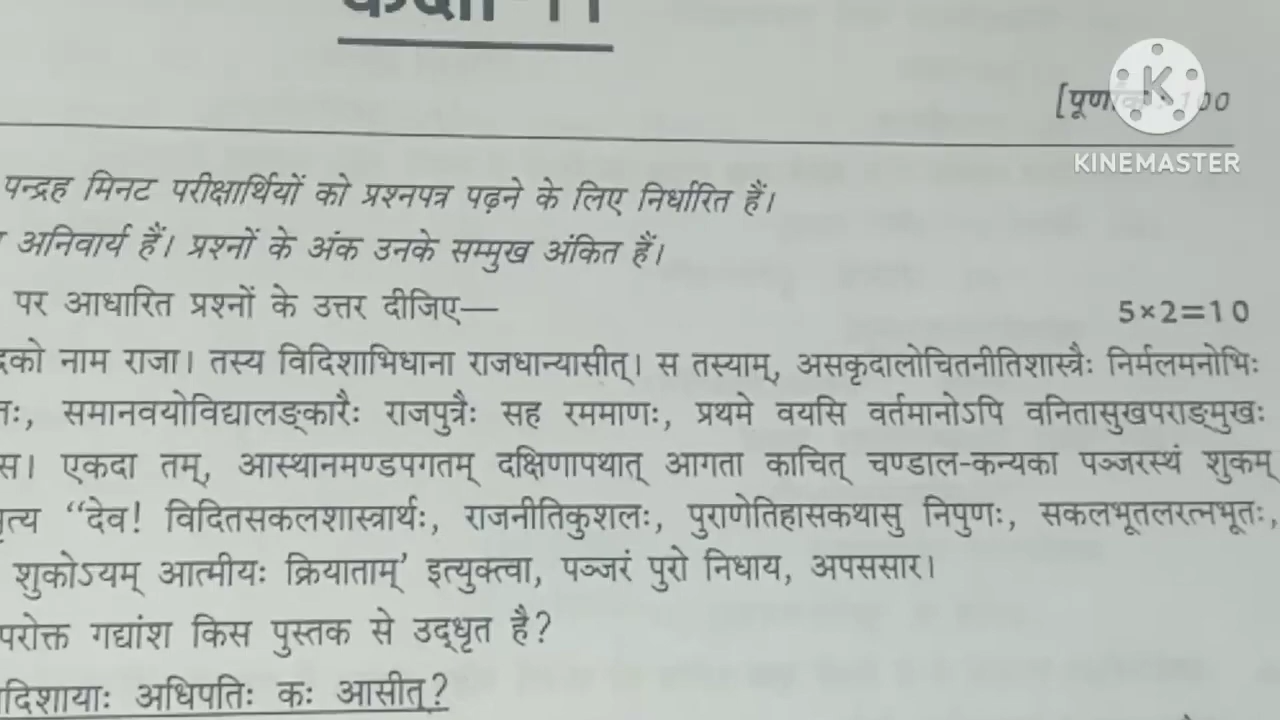 कक्षा-11
[पूर्णांक : 100
KINEMASTER
पन्द्रह मिनट परीक्षार्थियों को प्रश्नपत्र पढ़ने के लिए निर्धारित हैं।
अनिवार्य हैं। प्रश्नों के अंक उनके सम्मुख अंकित हैं।
पर आधारित प्रश्नों के उत्तर दीजिए— 5×2=10
दको नाम राजा। तस्य विदिशाभिधाना राजधान्यासीत्। स तस्याम्, असकृदालोचितनीतिशास्त्रैः निर्मलमनोभिः
तः, समानवयोविद्यालङ्कारैः राजपुत्रैः सह रममाणः, प्रथमे वयसि वर्तमानोऽपि वनितासुखपराङ्मुखः
स। एकदा तम्, आस्थानमण्डपगतम् दक्षिणापथात् आगता काचित् चण्डाल-कन्यका पञ्जरस्थं शुकम्
त्य “देव! विदितसकलशास्त्रार्थः, राजनीतिकुशलः, पुराणेतिहासकथासु निपुणः, सकलभूतलरत्नभूतः,
शुकोऽयम् आत्मीयः क्रियाताम्’ इत्युक्त्वा, पञ्जरं पुरो निधाय, अपससार।
परोक्त गद्यांश किस पुस्तक से उद्धृत है?
दिशायाः अधिपतिः कः आसीत्?